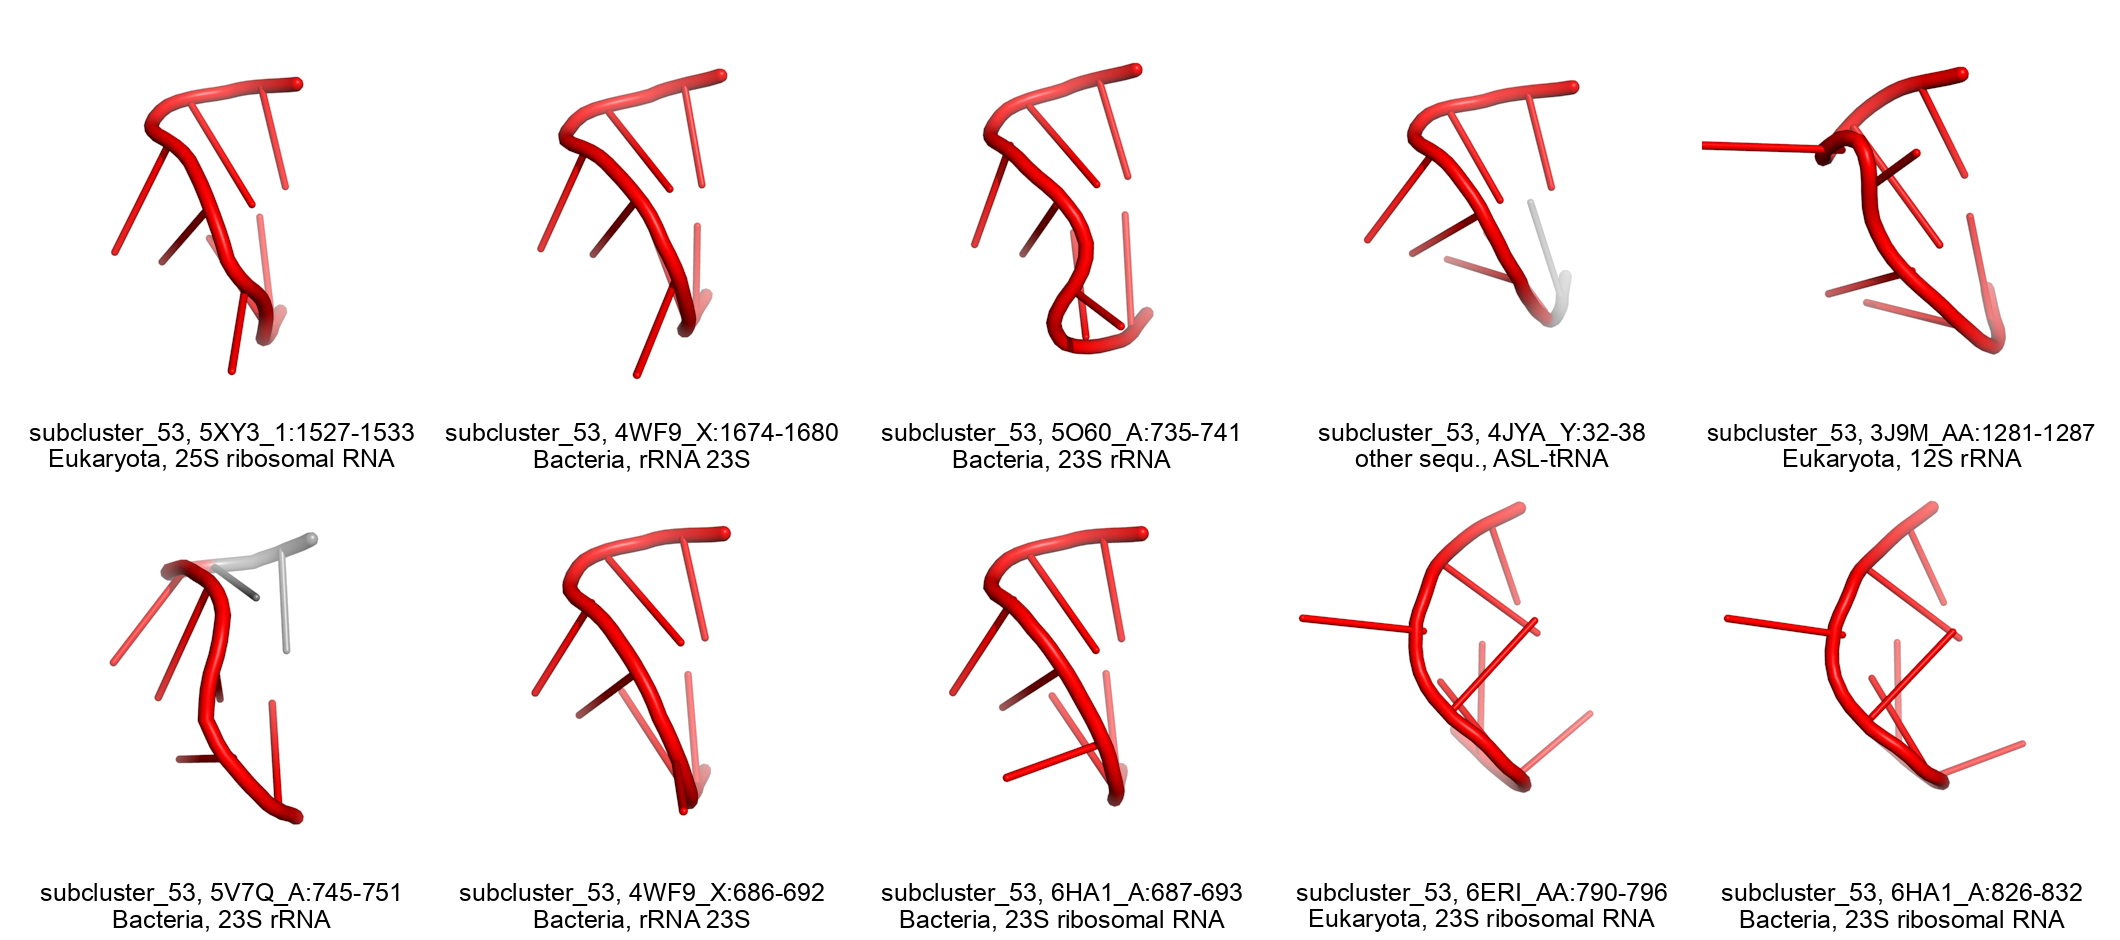 subcluster_53, 5XY3_1:1527-1533
Eukaryota, 25S ribosomal RNA
subcluster_53, 4WF9_X:1674-1680
Bacteria, rRNA 23S
subcluster_53, 5O60_A:735-741
Bacteria, 23S rRNA
subcluster_53, 4JYA_Y:32-38
other sequ., ASL-tRNA
subcluster_53, 3J9M_AA:1281-1287
Eukaryota, 12S rRNA
subcluster_53, 5V7Q_A:745-751
Bacteria, 23S rRNA
subcluster_53, 4WF9_X:686-692
Bacteria, rRNA 23S
subcluster_53, 6HA1_A:687-693
Bacteria, 23S ribosomal RNA
subcluster_53, 6ERI_AA:790-796
Eukaryota, 23S ribosomal RNA
subcluster_53, 6HA1_A:826-832
Bacteria, 23S ribosomal RNA